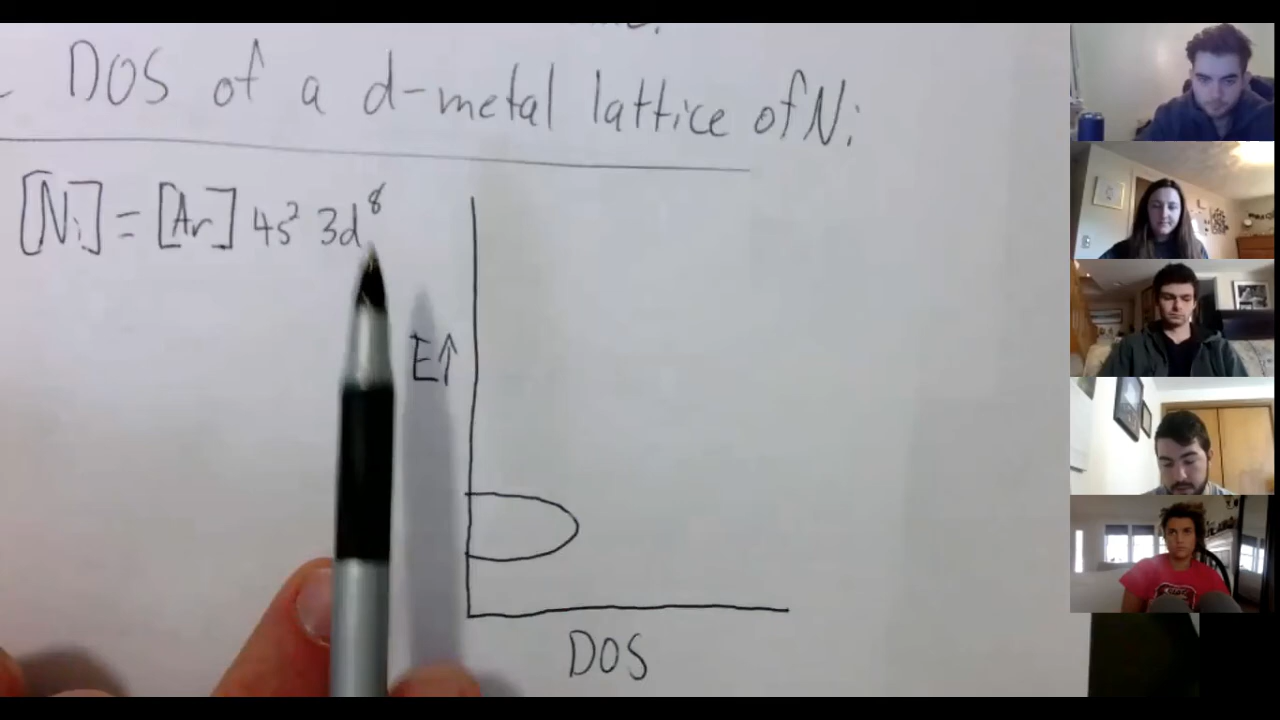 DOS of a d-metal lattice of Ni
[Ni] = [Ar] 4s² 3d⁸
E↑
DOS